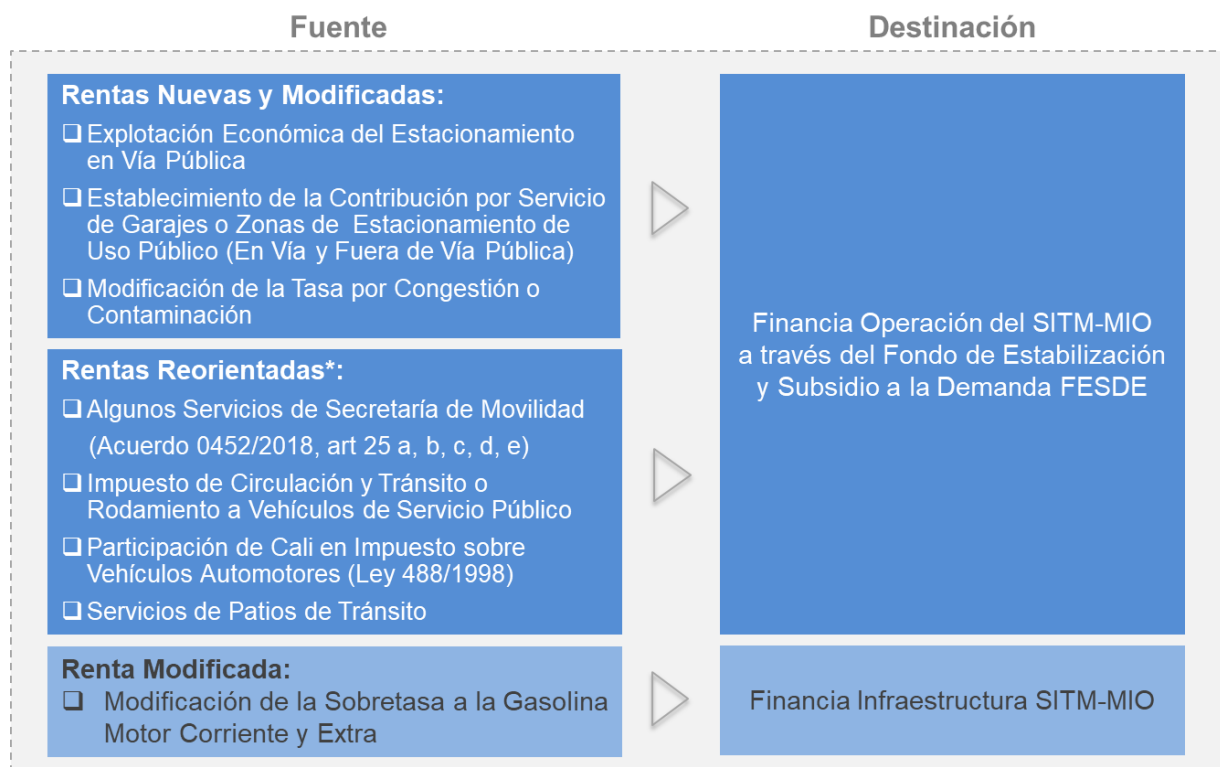 Fuente
Destinación
Rentas Nuevas y Modificadas:
❑ Explotación Económica del Estacionamiento
en Vía Pública
❑ Establecimiento de la Contribución por Servicio
de Garajes o Zonas de Estacionamiento de
Uso Público (En Vía y Fuera de Vía Pública)
❑ Modificación de la Tasa por Congestión o
Contaminación
Rentas Reorientadas*:
❑ Algunos Servicios de Secretaría de Movilidad
(Acuerdo 0452/2018, art 25 a, b, c, d, e)
❑ Impuesto de Circulación y Tránsito o
Rodamiento a Vehículos de Servicio Público
❑ Participación de Cali en Impuesto sobre
Vehículos Automotores (Ley 488/1998)
❑ Servicios de Patios de Tránsito
Financia Operación del SITM-MIO
a través del Fondo de Estabilización
y Subsidio a la Demanda FESDE
Renta Modificada:
❑ Modificación de la Sobretasa a la Gasolina
Motor Corriente y Extra
Financia Infraestructura SITM-MIO